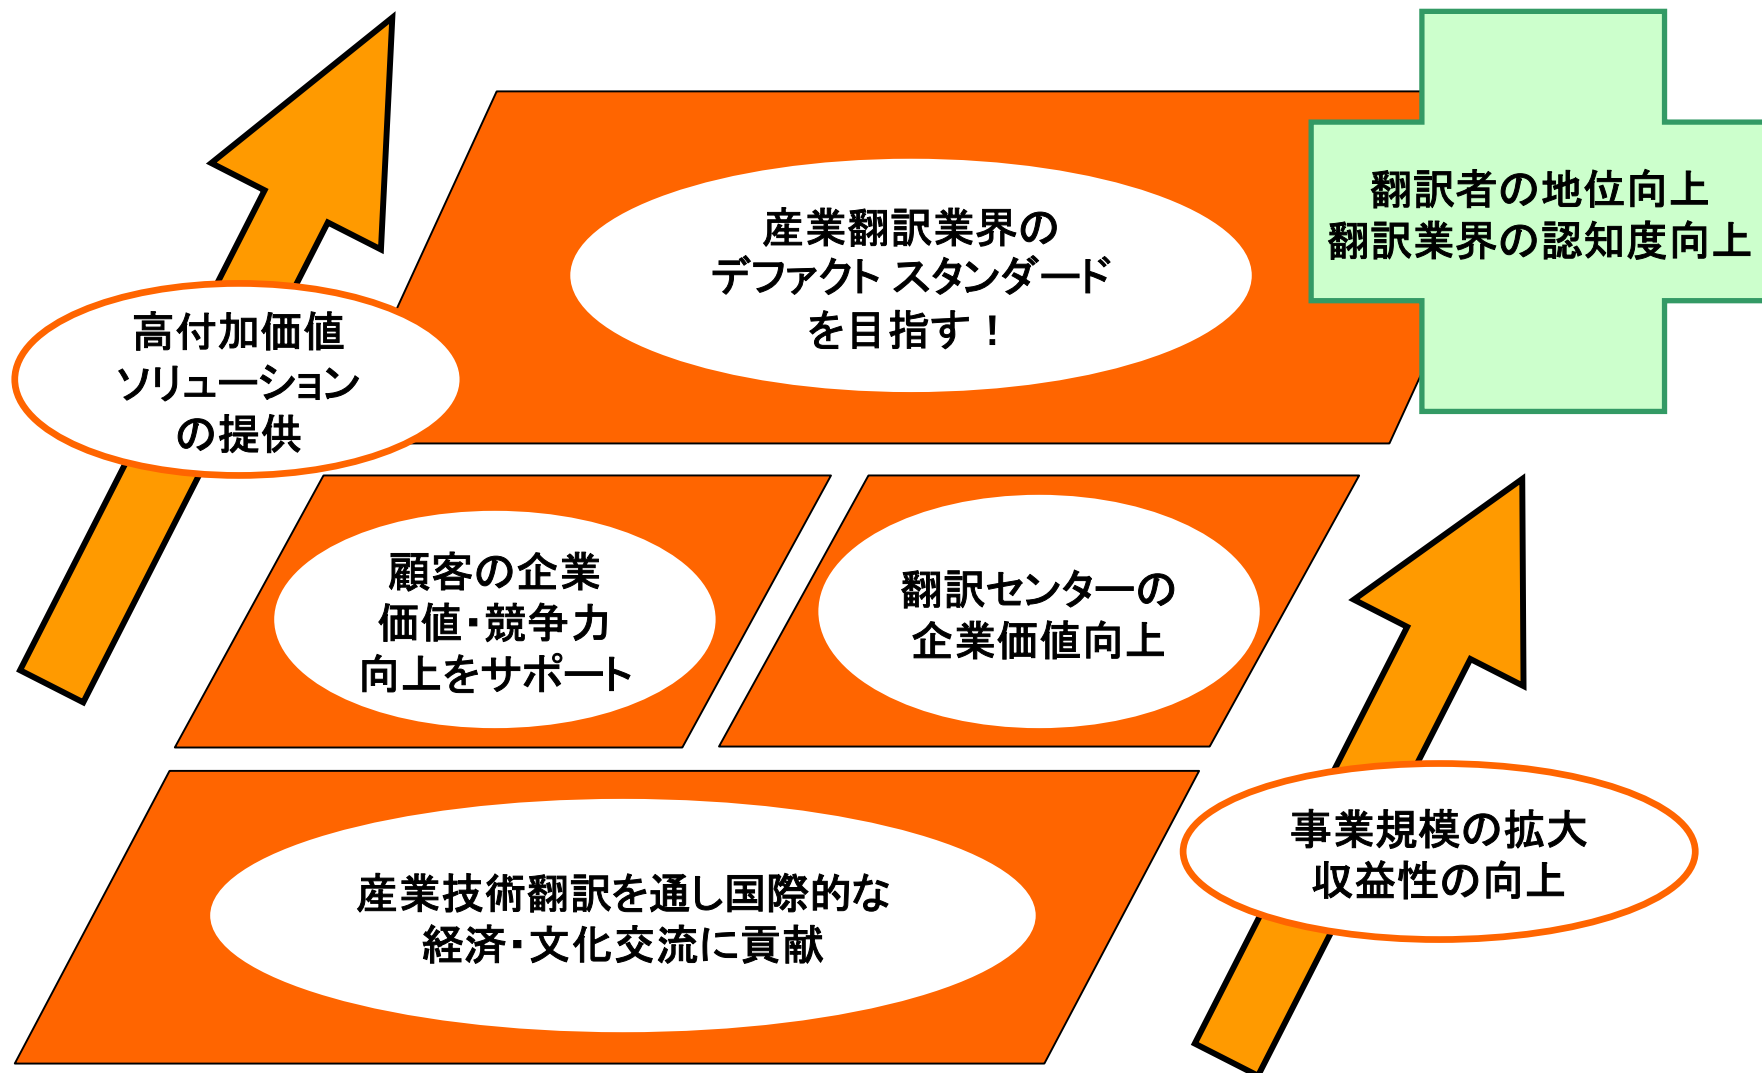 翻訳者の地位向上
翻訳業界の認知度向上
産業翻訳業界の
デファクト スタンダード
を目指す！
高付加価値
ソリューション
の提供
顧客の企業
価値・競争力
向上をサポート
翻訳センターの
企業価値向上
事業規模の拡大
収益性の向上
産業技術翻訳を通し国際的な
経済・文化交流に貢献